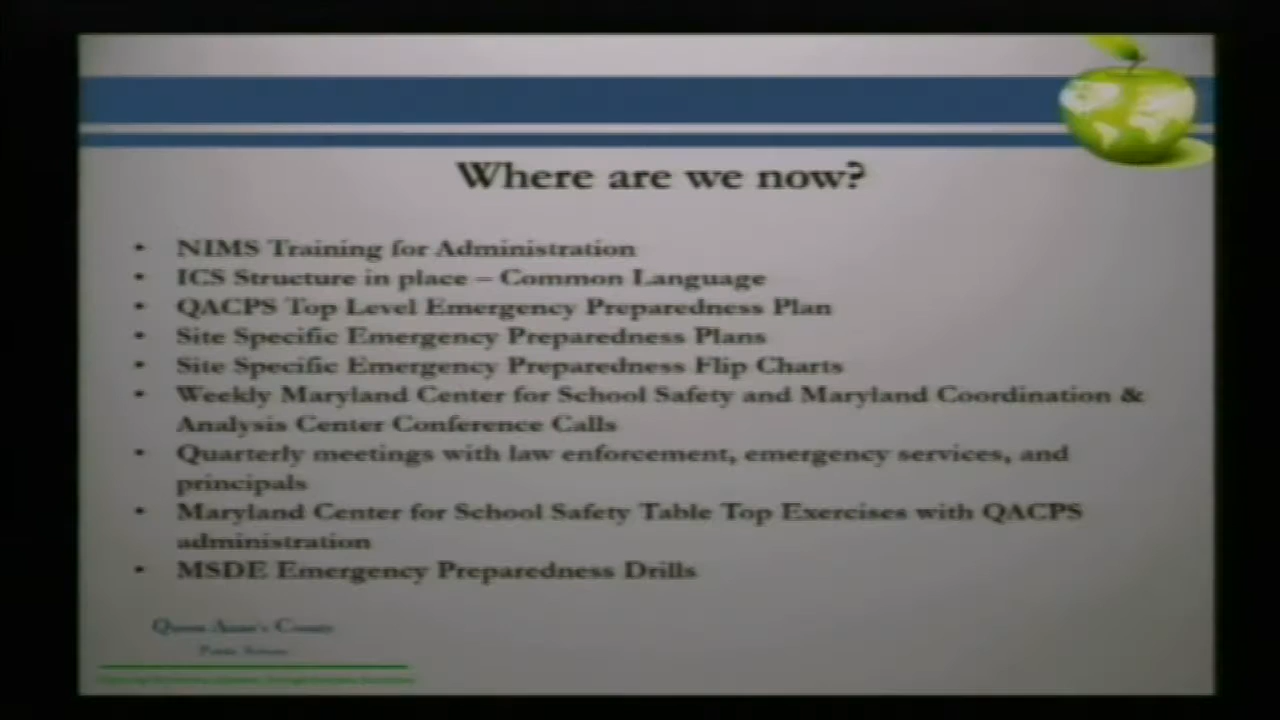 Where are we now?
• NIMS Training for Administration
• ICS Structure in place – Common Language
• QACPS Top Level Emergency Preparedness Plan
• Site Specific Emergency Preparedness Plans
• Site Specific Emergency Preparedness Flip Charts
• Weekly Maryland Center for School Safety and Maryland Coordination &
Analysis Center Conference Calls
• Quarterly meetings with law enforcement, emergency services, and
principals
• Maryland Center for School Safety Table Top Exercises with QACPS
administration
• MSDE Emergency Preparedness Drills
Queen Anne's County